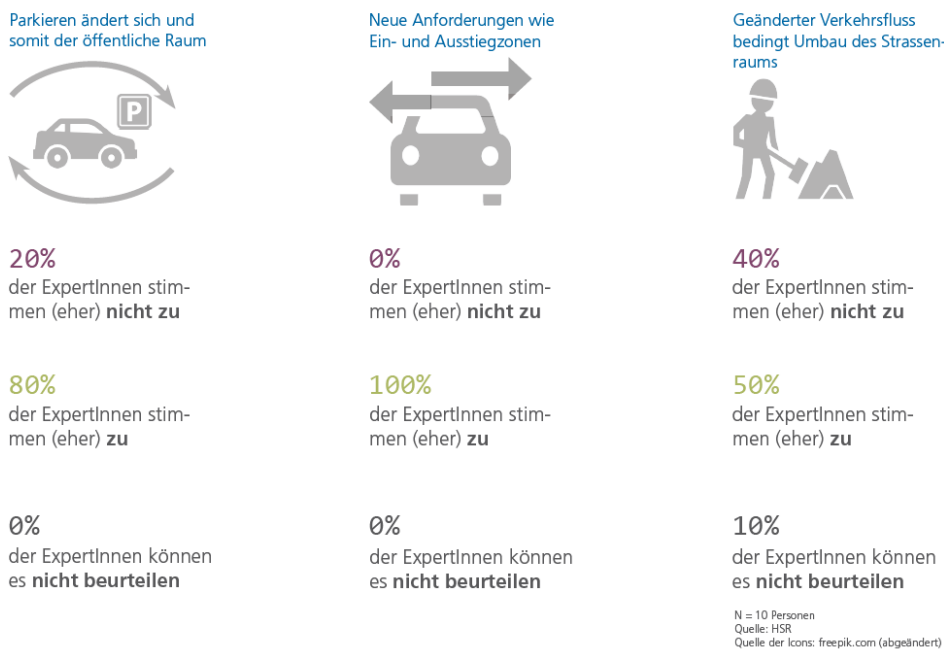 Parkieren ändert sich und
somit der öffentliche Raum
P
20%
der ExpertInnen stim-
men (eher) nicht zu
80%
der ExpertInnen stim-
men (eher) zu
0%
der ExpertInnen können
es nicht beurteilen
Neue Anforderungen wie
Ein- und Ausstiegzonen
0%
der ExpertInnen stim-
men (eher) nicht zu
100%
der ExpertInnen stim-
men (eher) zu
0%
der ExpertInnen können
es nicht beurteilen
Geänderter Verkehrsfluss
bedingt Umbau des Strassen-
raums
40%
der ExpertInnen stim-
men (eher) nicht zu
50%
der ExpertInnen stim-
men (eher) zu
10%
der ExpertInnen können
es nicht beurteilen
N = 10 Personen
Quelle: HSR
Quelle der Icons: freepik.com (abgeändert)